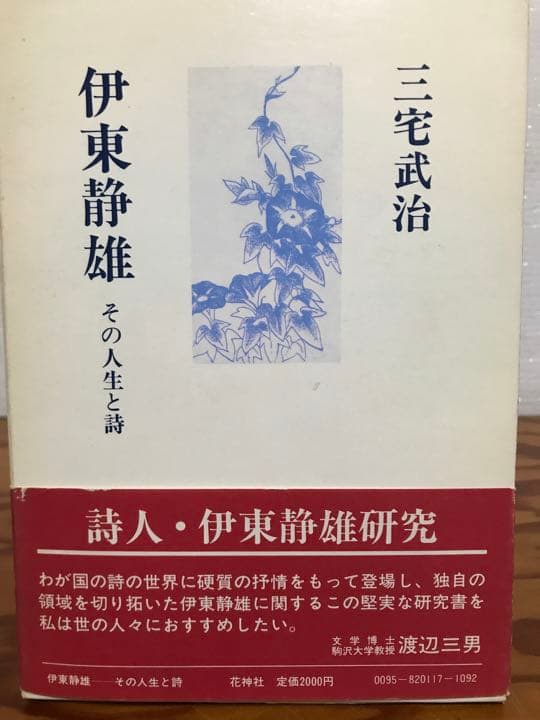 三宅武治
伊東静雄
その人生と詩
詩人・伊東静雄研究
わが国の詩の世界に硬質の抒情をもって登場し、独自の
領域を切り拓いた伊東静雄に関するこの堅実な研究書を
私は世の人々におすすめしたい。
文学博士
駒沢大学教授 渡辺三男
伊東静雄――その人生と詩 花神社 定価2000円 0095-820117-1092